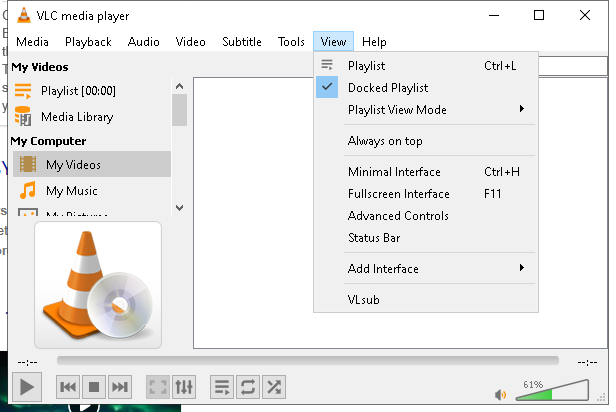 VLC media player
Media Playback Audio Video Subtitle Tools View Help
My Videos
Playlist [00:00]
Media Library
My Computer
My Videos
My Music
My Pictures
Playlist Ctrl+L
Docked Playlist
Playlist View Mode
Always on top
Minimal Interface Ctrl+H
Fullscreen Interface F11
Advanced Controls
Status Bar
Add Interface
VLsub
--:-- --:--
61%